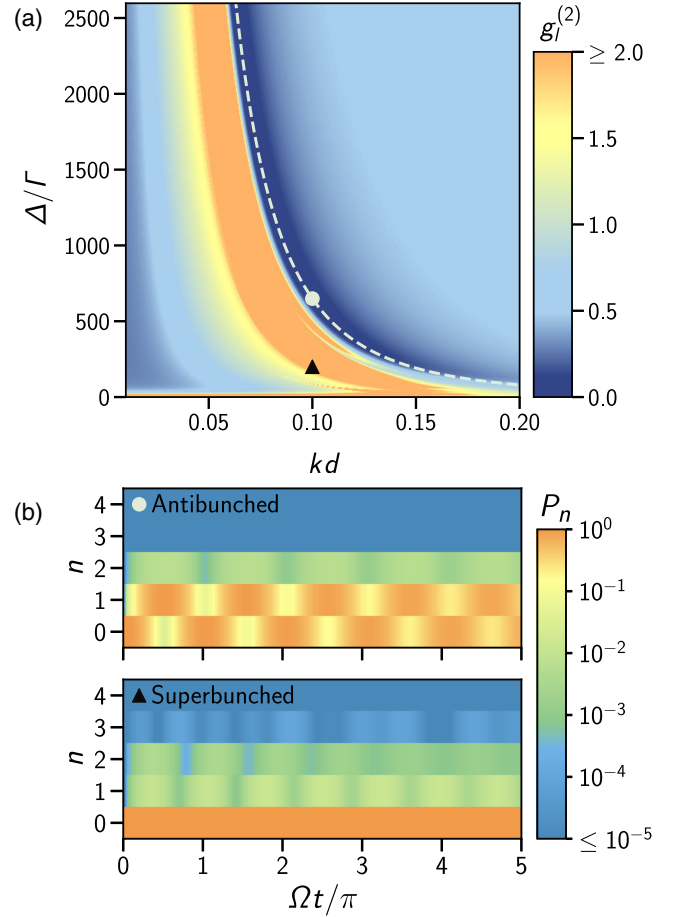 (a)
g_l^(2)
2500
2000
1500
1000
500
0
Δ/Γ
0.05 0.10 0.15 0.20
kd
≥ 2.0
1.5
1.0
0.5
0.0
(b)
Antibunched
4
3
2
1
0
n
Superbunched
4
3
2
1
0
n
0 1 2 3 4 5
Ωt/π
P_n
10^0
10^−1
10^−2
10^−3
10^−4
≤ 10^−5